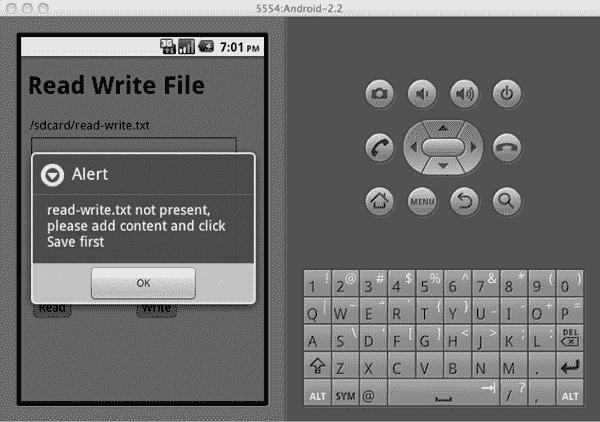 5554:Android-2.2
3G
7:01 PM
Read Write File
/sdcard/read-write.txt
Alert
read-write.txt not present,
please add content and click
Save first
OK
Read Write
MENU
1 ! 2 @ 3 # 4 $ 5 % 6 ^ 7 & 8 * 9 ( 0 )
Q W ~ E " R ` T { Y } U _ I - O + P =
A S \ D ' F [ G ] H < J > K ; L : DEL
Z X C V B N M .
ALT SYM @ / ? , ALT